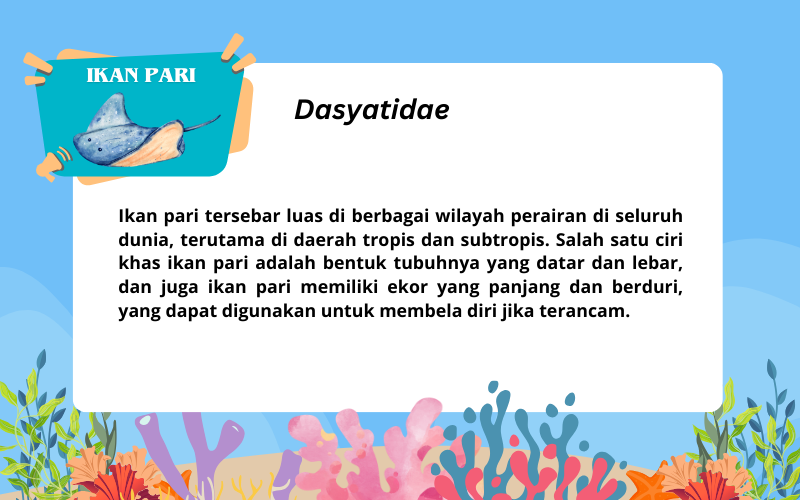 IKAN PARI
Dasyatidae
Ikan pari tersebar luas di berbagai wilayah perairan di seluruh
dunia, terutama di daerah tropis dan subtropis. Salah satu ciri
khas ikan pari adalah bentuk tubuhnya yang datar dan lebar,
dan juga ikan pari memiliki ekor yang panjang dan berduri,
yang dapat digunakan untuk membela diri jika terancam.